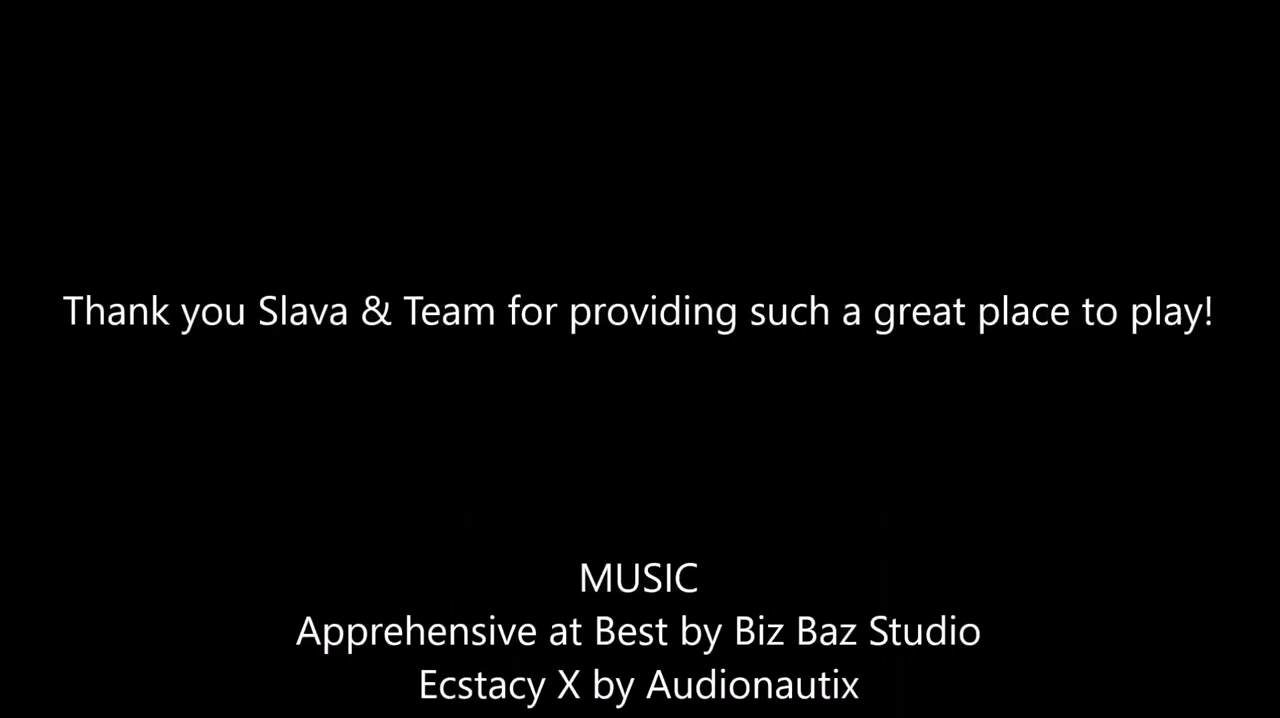 Thank you Slava & Team for providing such a great place to play!
MUSIC
Apprehensive at Best by Biz Baz Studio
Ecstacy X by Audionautix